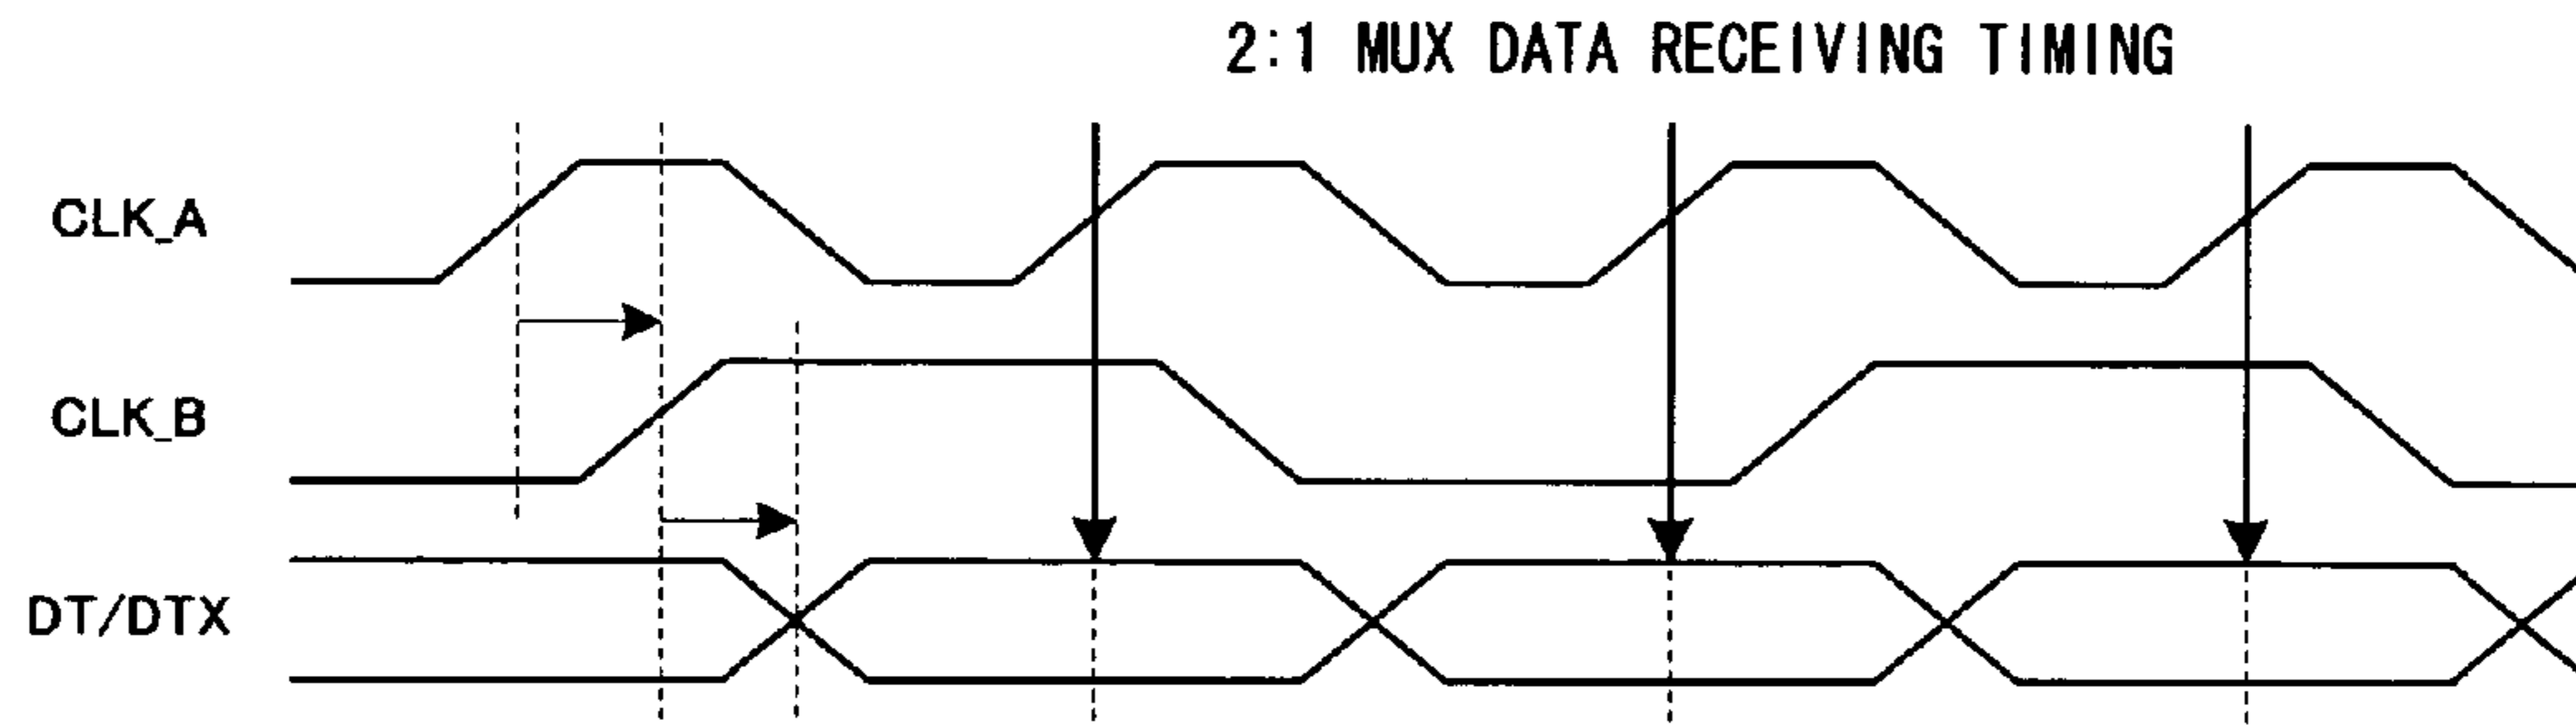 2:1 MUX DATA RECEIVING TIMING
CLK_A
CLK_B
DT/DTX